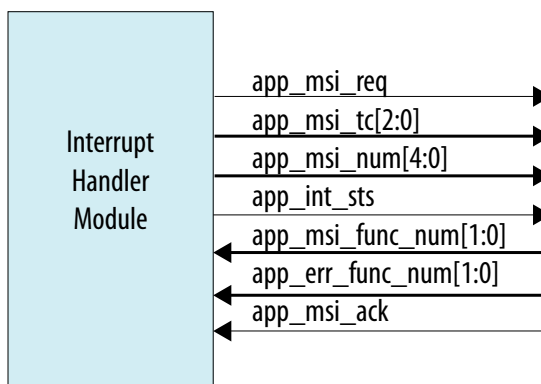 Interrupt
Handler
Module
app_msi_req
app_msi_tc[2:0]
app_msi_num[4:0]
app_int_sts
app_msi_func_num[1:0]
app_err_func_num[1:0]
app_msi_ack